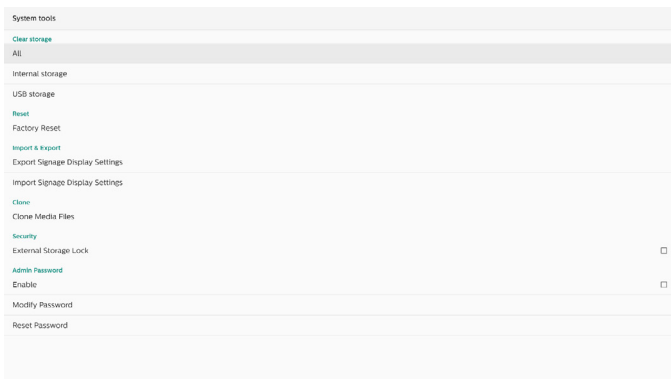 System tools
Clear storage
All
Internal storage
USB storage
Reset
Factory Reset
Import & Export
Export Signage Display Settings
Import Signage Display Settings
Clone
Clone Media Files
Security
External Storage Lock
Admin Password
Enable
Modify Password
Reset Password